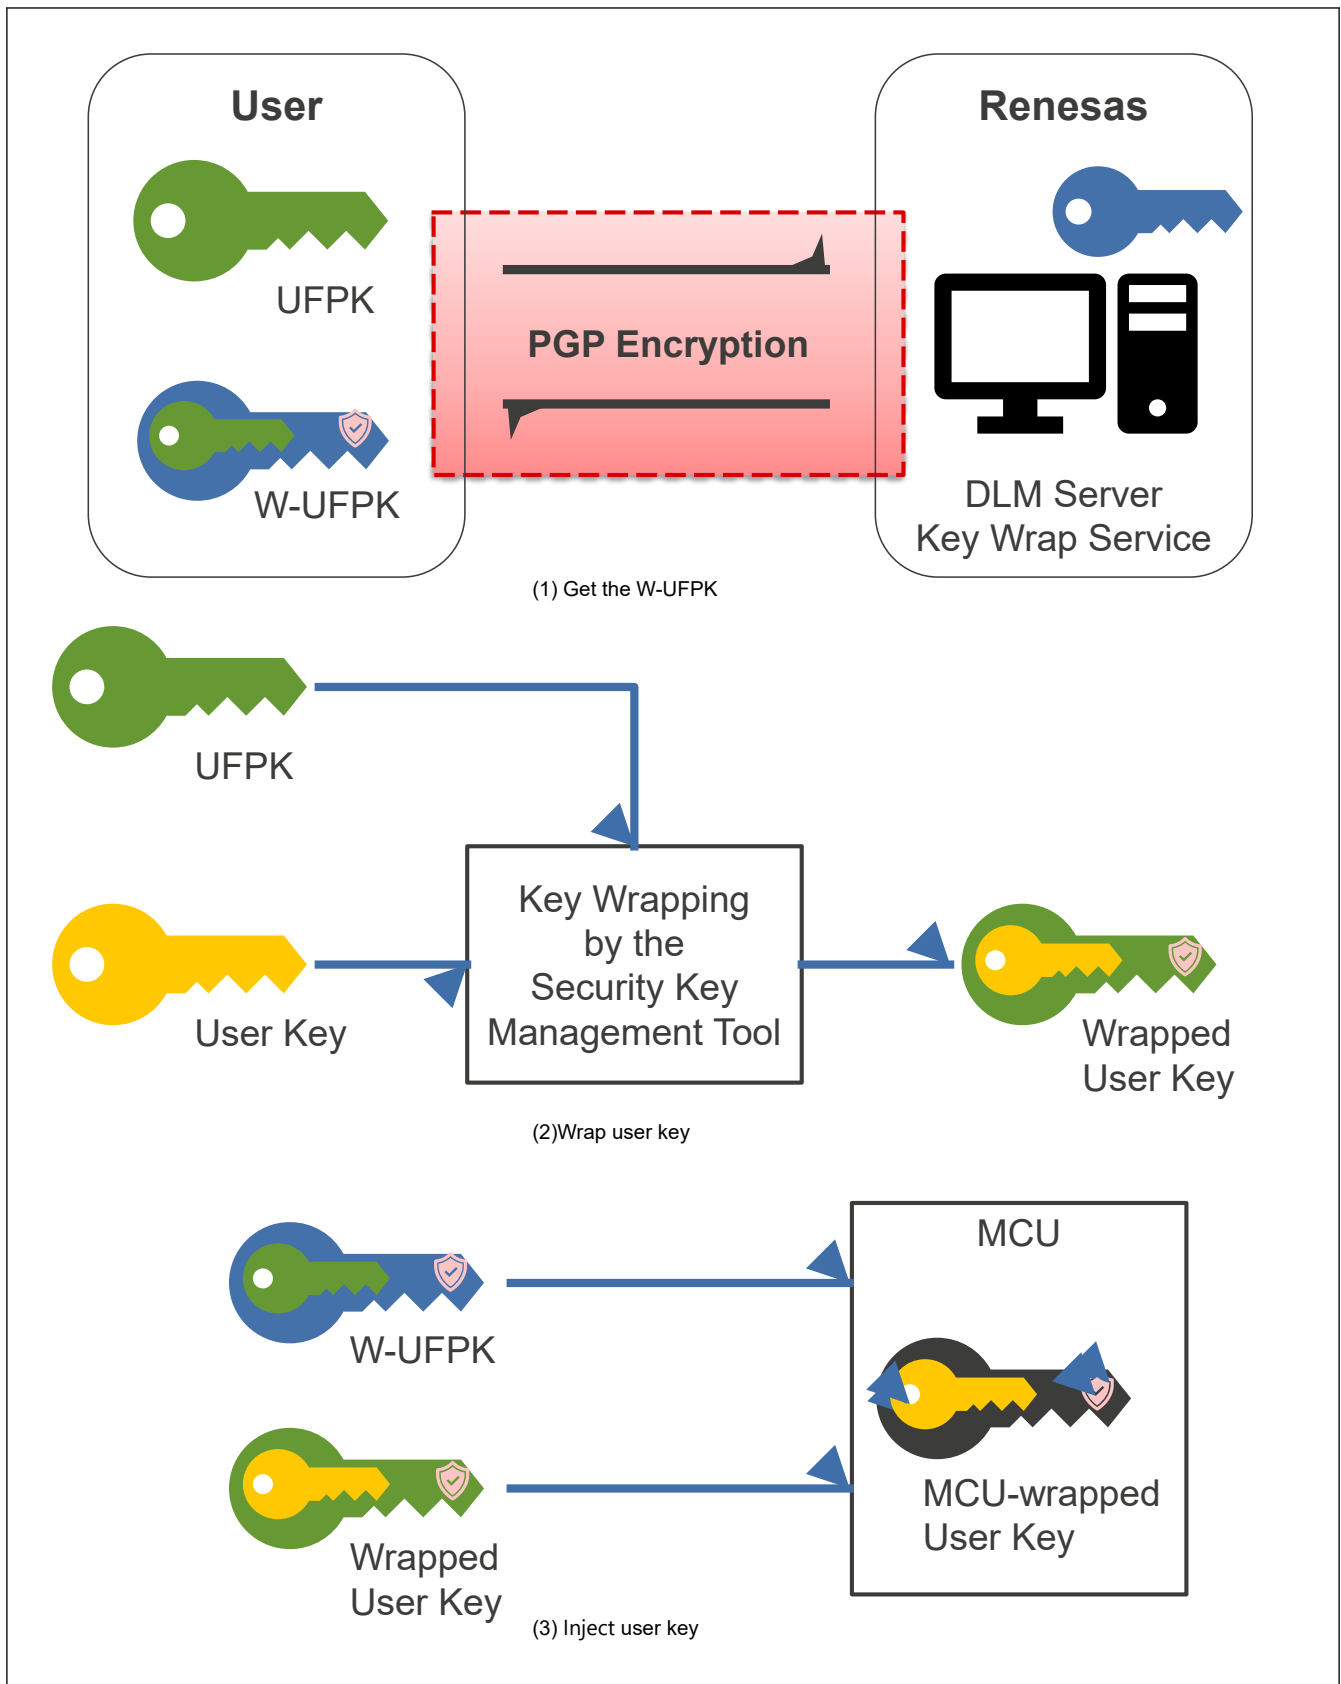 User
Renesas
UFPK
PGP Encryption
W-UFPK
DLM Server
Key Wrap Service
(1) Get the W-UFPK
UFPK
Key Wrapping
by the
Security Key
Management Tool
User Key
Wrapped
User Key
(2)Wrap user key
MCU
W-UFPK
MCU-wrapped
User Key
Wrapped
User Key
(3) Inject user key